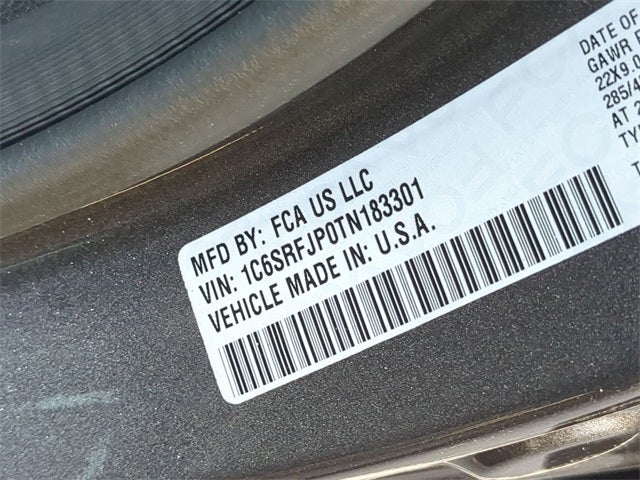 MFD BY: FCA US LLC
VIN: 1C6SRFJP0TN183301
VEHICLE MADE IN: U.S.A.
DATE OF
GAWR
22X9.0
285/4
AT